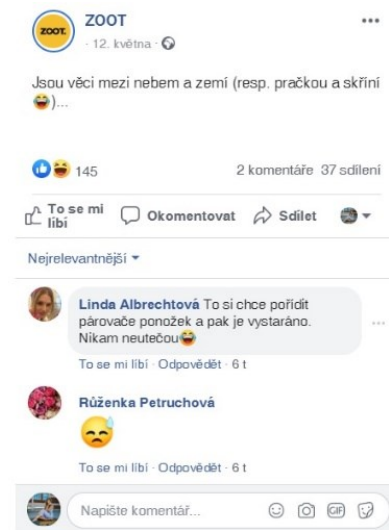 ZOOT.
ZOOT
· 12. května ·
Jsou věci mezi nebem a zemí (resp. pračkou a skříní
😂)...
145
2 komentáře 37 sdílení
To se mi
líbí
Okomentovat
Sdílet
Nejrelevantnější
Linda Albrechtová To si chce pořídit
párovače ponožek a pak je vystaráno.
Nikam neutečou😂
To se mi líbí · Odpovědět · 6 t
Růženka Petruchová
😓
To se mi líbí · Odpovědět · 6 t
Napište komentář...
GIF